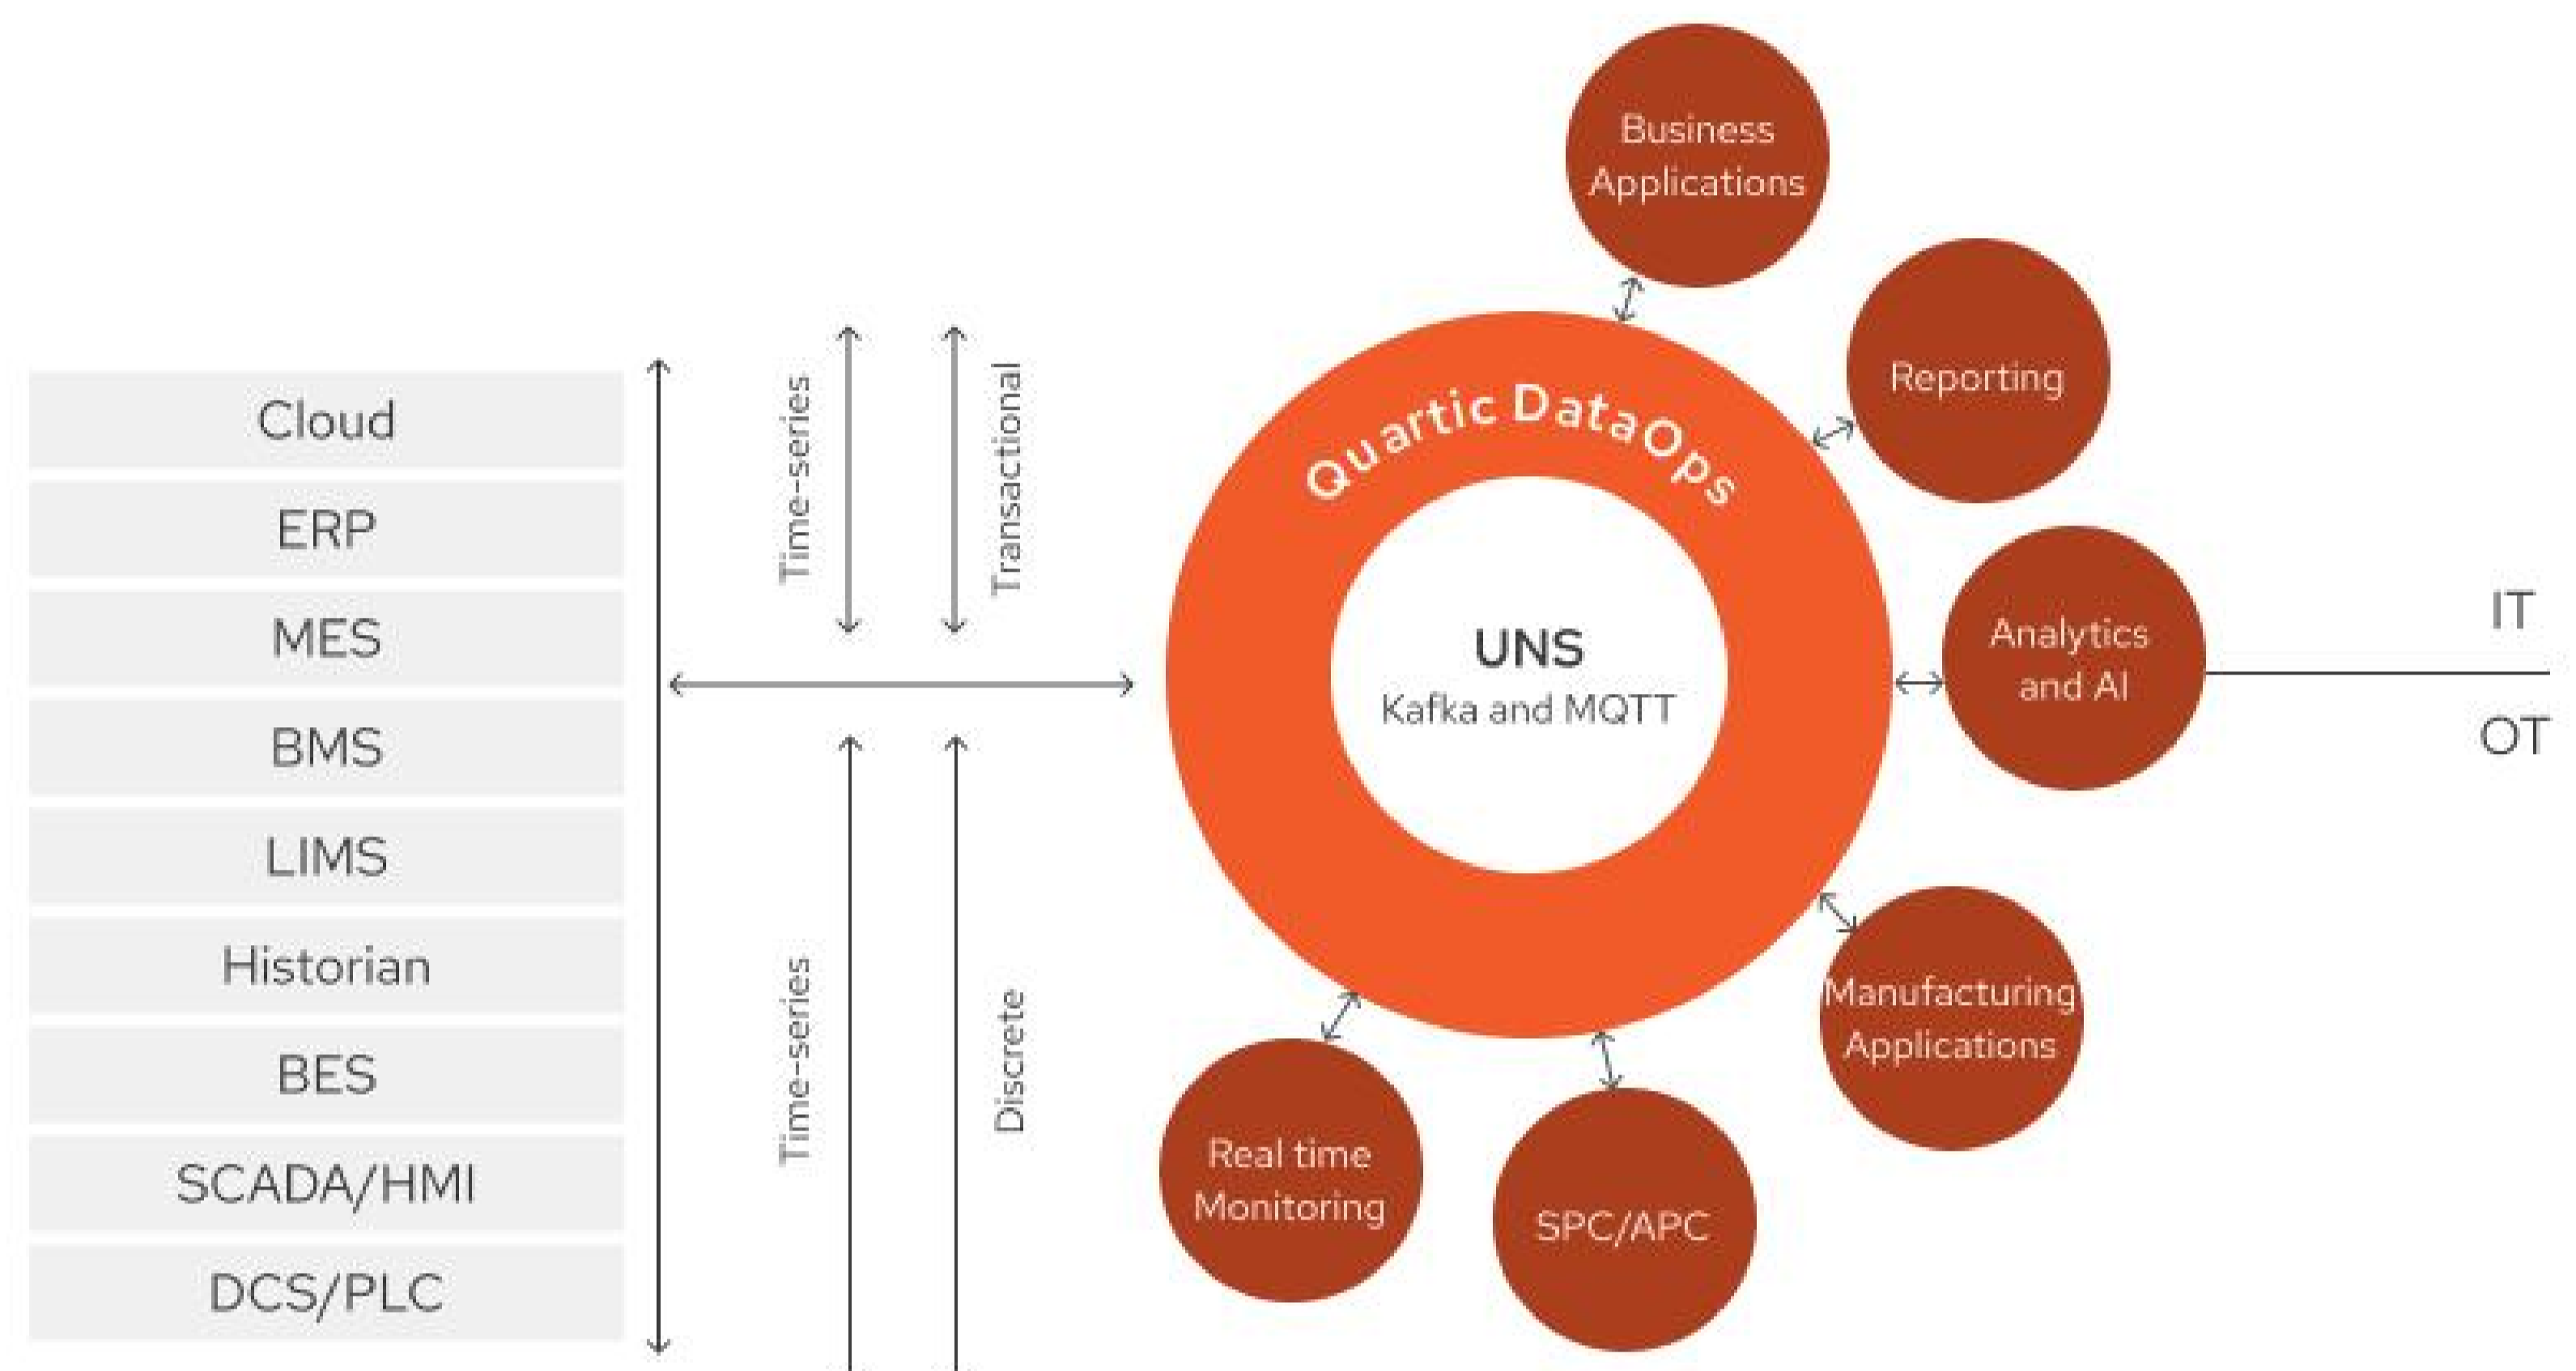 Cloud
ERP
MES
BMS
LIMS
Historian
BES
SCADA/HMI
DCS/PLC
Time-series
Transactional
Time-series
Discrete
Quartic DataOps
UNS
Kafka and MQTT
Business
Applications
Reporting
Analytics
and AI
Manufacturing
Applications
SPC/APC
Real time
Monitoring
IT
OT